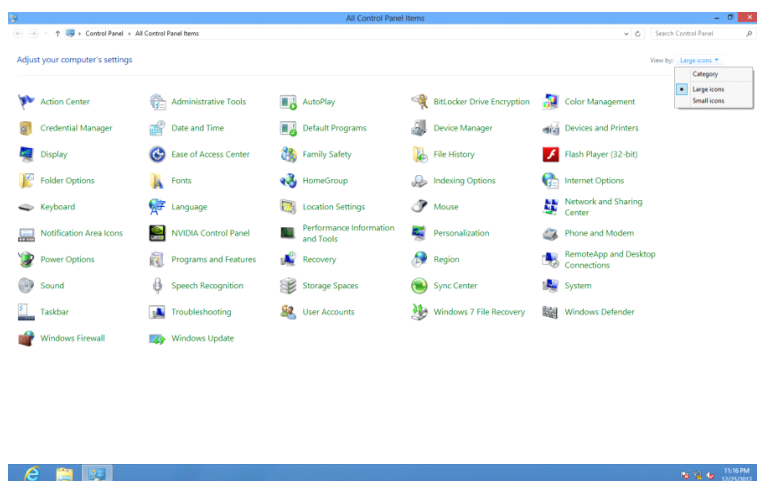 All Control Panel Items
Control Panel All Control Panel Items
Search Control Panel
Adjust your computer's settings
View by: Large icons
Category
Large icons
Small icons
Action Center Administrative Tools AutoPlay BitLocker Drive Encryption Color Management
Credential Manager Date and Time Default Programs Device Manager Devices and Printers
Display Ease of Access Center Family Safety File History Flash Player (32-bit)
Folder Options Fonts HomeGroup Indexing Options Internet Options
Keyboard Language Location Settings Mouse Network and Sharing
Center
Notification Area Icons NVIDIA Control Panel Performance Information
and Tools
Personalization Phone and Modem
Power Options Programs and Features Recovery Region RemoteApp and Desktop
Connections
Sound Speech Recognition Storage Spaces Sync Center System
Taskbar Troubleshooting User Accounts Windows 7 File Recovery Windows Defender
Windows Firewall Windows Update
11:16 PM
12/25/2012